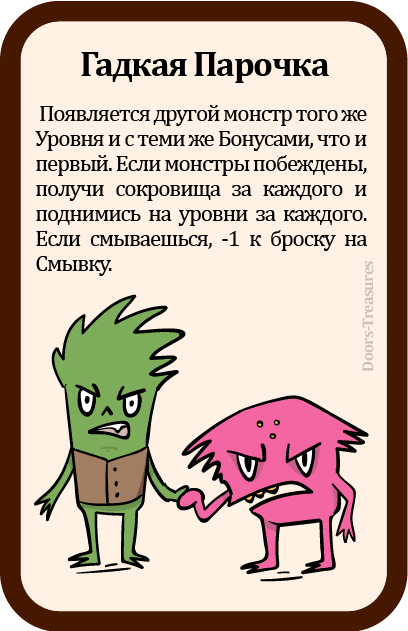 Гадкая Парочка
Появляется другой монстр того же
Уровня и с теми же Бонусами, что и
первый. Если монстры побеждены,
получи сокровища за каждого и
поднимись на уровни за каждого.
Если смываешься, -1 к броску на
Смывку.
Doors-Treasures